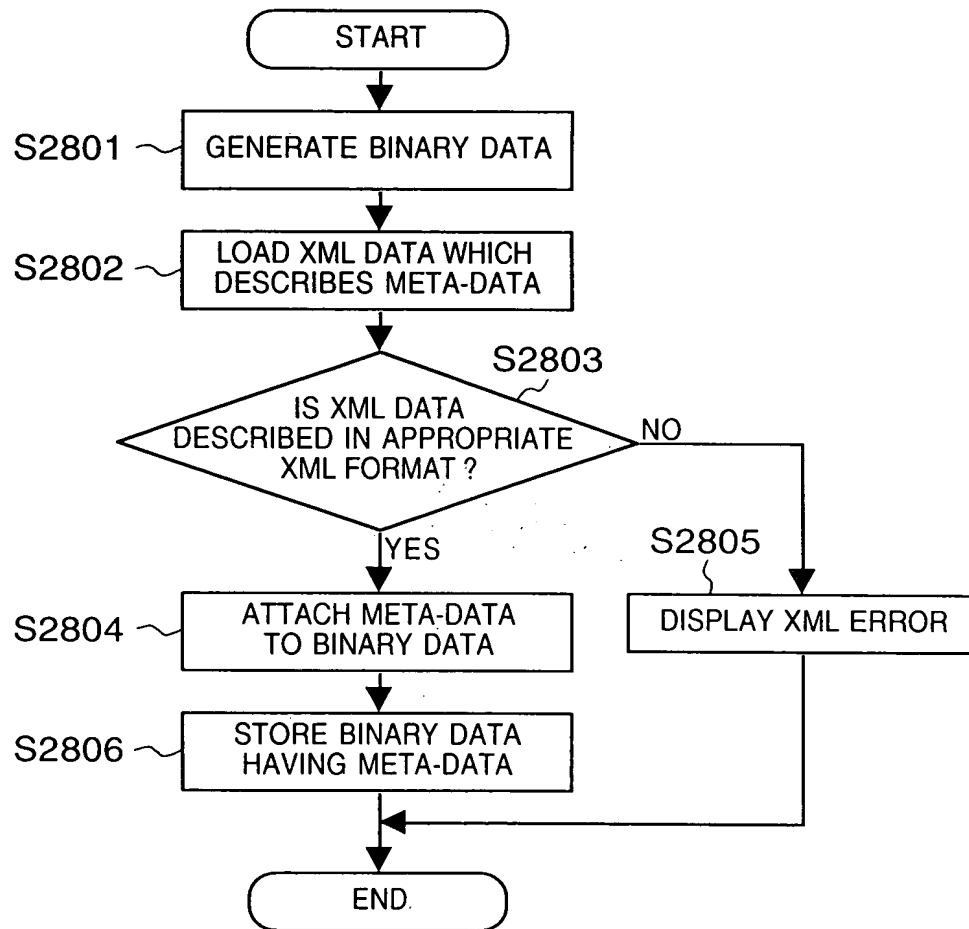 START
S2801
GENERATE BINARY DATA
S2802
LOAD XML DATA WHICH
DESCRIBES META-DATA
S2803
IS XML DATA
DESCRIBED IN APPROPRIATE
XML FORMAT ?
NO
YES
S2805
DISPLAY XML ERROR
S2804
ATTACH META-DATA
TO BINARY DATA
S2806
STORE BINARY DATA
HAVING META-DATA
END